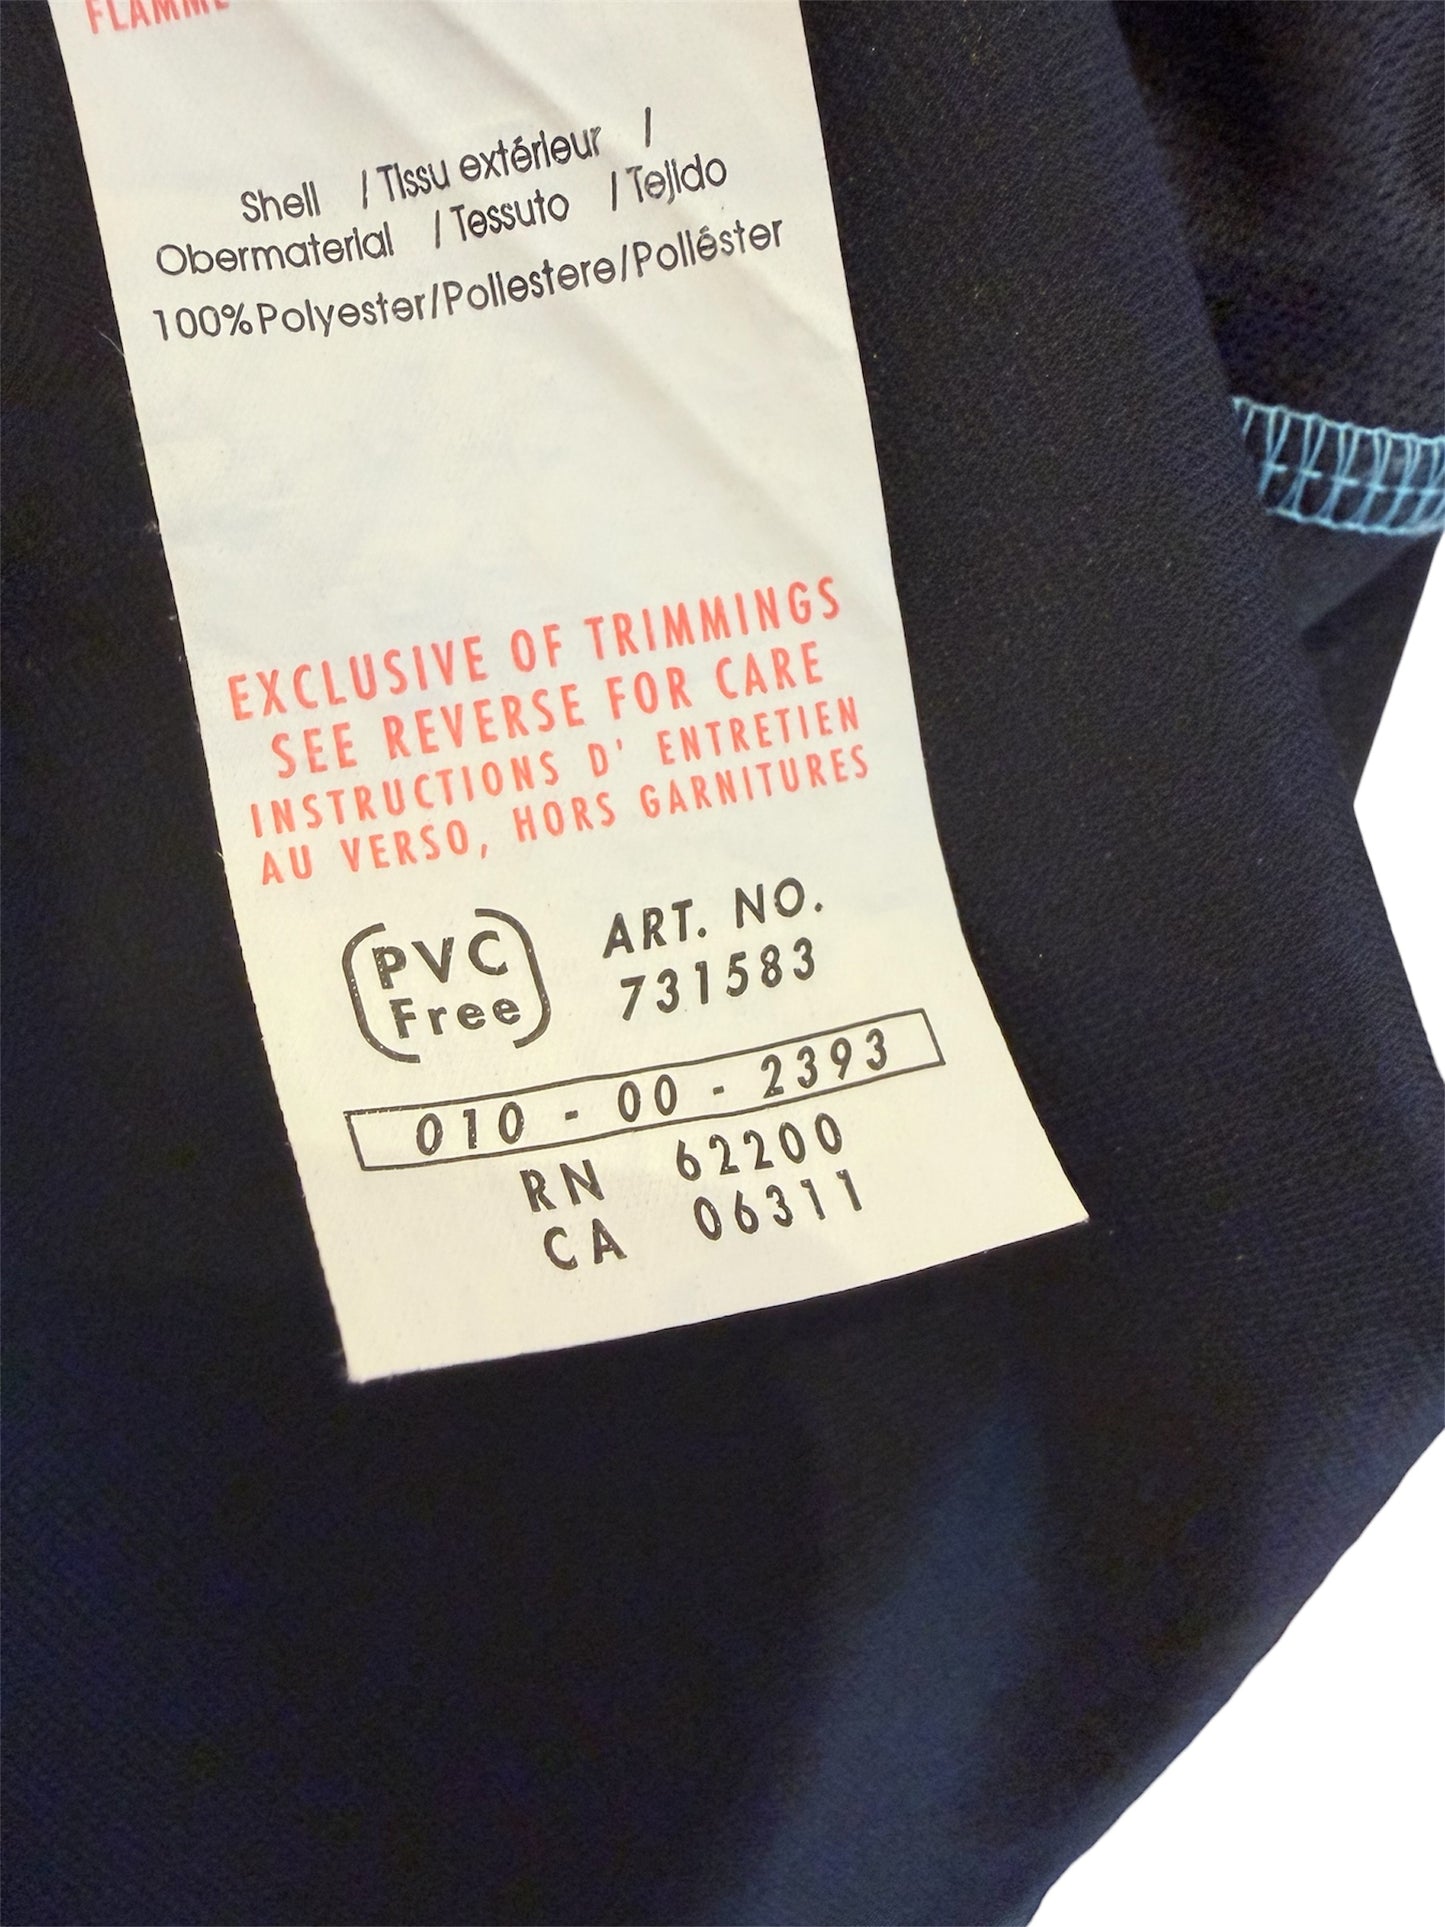 FLAMME
Shell / Tissu extérieur /
Obermaterial / Tessuto / Tejido
100% Polyester/Poliestere/Poliéster
EXCLUSIVE OF TRIMMINGS
SEE REVERSE FOR CARE
INSTRUCTIONS D' ENTRETIEN
AU VERSO, HORS GARNITURES
PVC
Free
ART. NO.
731583
010 - 00 - 2393
RN 62200
CA 06311